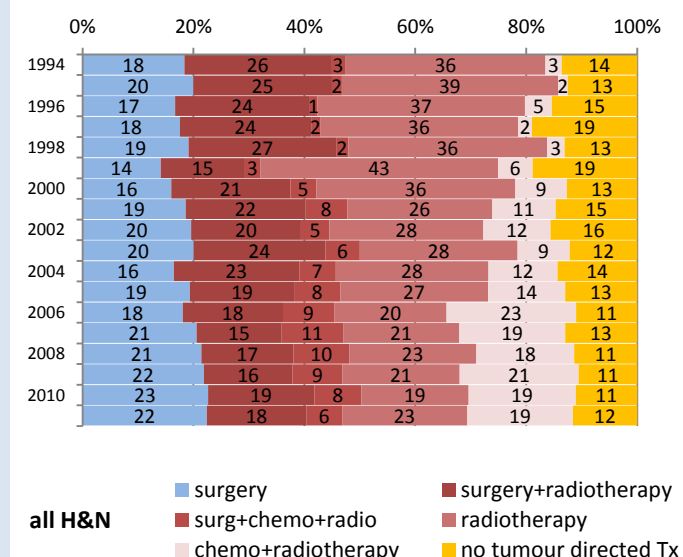 0% 20% 40% 60% 80% 100%
1994 18 26 3 36 3 14
20 25 2 39 2 13
1996 17 24 1 37 5 15
18 24 2 36 2 19
1998 19 27 2 36 3 13
14 15 3 43 6 19
2000 16 21 5 36 9 13
19 22 8 26 11 15
2002 20 20 5 28 12 16
20 24 6 28 9 12
2004 16 23 7 28 12 14
19 19 8 27 14 13
2006 18 18 9 20 23 11
21 15 11 21 19 13
2008 21 17 10 23 18 11
22 16 9 21 21 11
2010 23 19 8 19 19 11
22 18 6 23 19 12
surgery surgery+radiotherapy
all H&N surg+chemo+radio radiotherapy
chemo+radiotherapy no tumour directed Tx